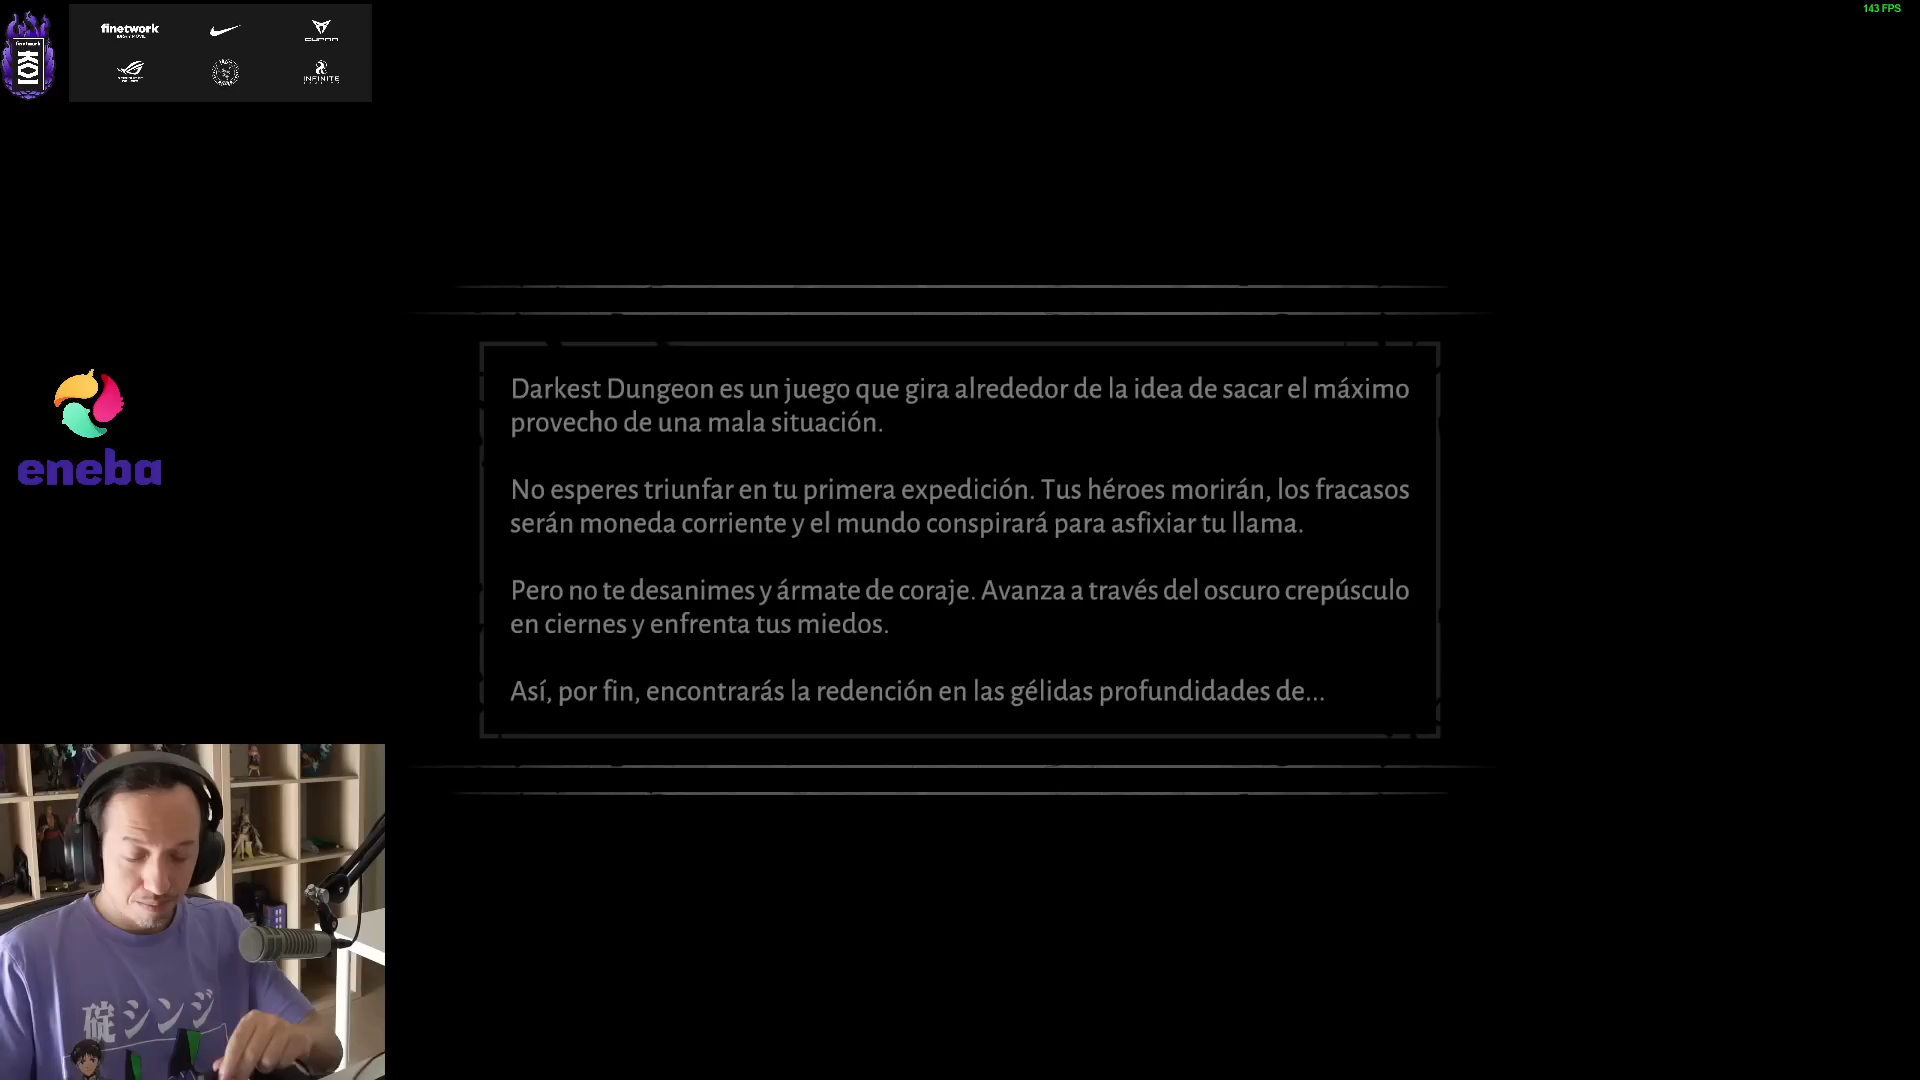 143 FPS
finetwork
KOI
finetwork
CUPRA
INFINITE
eneba
Darkest Dungeon es un juego que gira alrededor de la idea de sacar el máximo
provecho de una mala situación.
No esperes triunfar en tu primera expedición. Tus héroes morirán, los fracasos
serán moneda corriente y el mundo conspirará para asfixiar tu llama.
Pero no te desanimes y ármate de coraje. Avanza a través del oscuro crepúsculo
en ciernes y enfrenta tus miedos.
Así, por fin, encontrarás la redención en las gélidas profundidades de...
碇シンジ